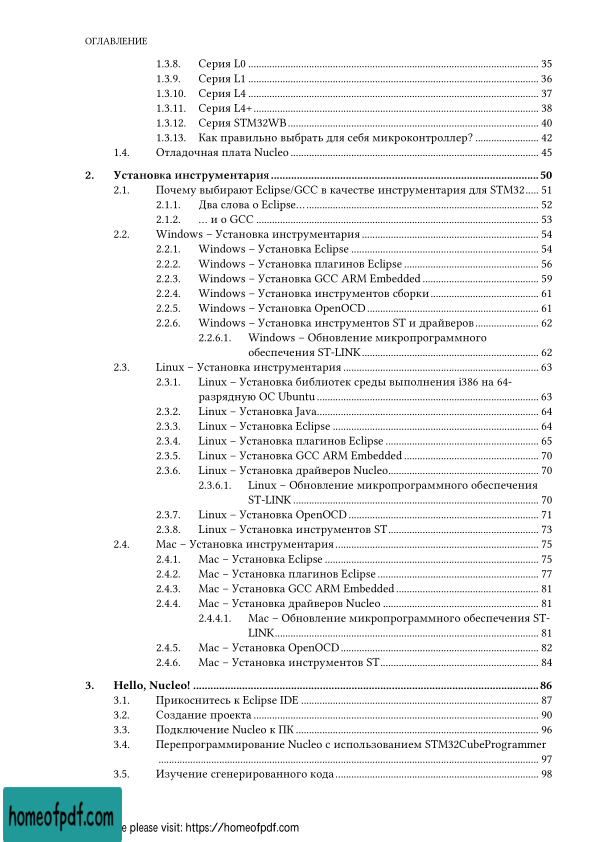 ОГЛАВЛЕНИЕ
1.3.8. Серия L0 35
1.3.9. Серия L1 36
1.3.10. Серия L4 37
1.3.11. Серия L4+ 38
1.3.12. Серия STM32WB 40
1.3.13. Как правильно выбрать для себя микроконтроллер? 42
1.4. Отладочная плата Nucleo 45
2. Установка инструментария 50
2.1. Почему выбирают Eclipse/GCC в качестве инструментария для STM32 51
2.1.1. Два слова о Eclipse… 52
2.1.2. … и о GCC 53
2.2. Windows – Установка инструментария 54
2.2.1. Windows – Установка Eclipse 54
2.2.2. Windows – Установка плагинов Eclipse 56
2.2.3. Windows – Установка GCC ARM Embedded 59
2.2.4. Windows – Установка инструментов сборки 61
2.2.5. Windows – Установка OpenOCD 61
2.2.6. Windows – Установка инструментов ST и драйверов 62
2.2.6.1. Windows – Обновление микропрограммного
обеспечения ST-LINK 62
2.3. Linux – Установка инструментария 63
2.3.1. Linux – Установка библиотек среды выполнения i386 на 64-
разрядную ОС Ubuntu 63
2.3.2. Linux – Установка Java 64
2.3.3. Linux – Установка Eclipse 64
2.3.4. Linux – Установка плагинов Eclipse 65
2.3.5. Linux – Установка GCC ARM Embedded 70
2.3.6. Linux – Установка драйверов Nucleo 70
2.3.6.1. Linux – Обновление микропрограммного обеспечения
ST-LINK 70
2.3.7. Linux – Установка OpenOCD 71
2.3.8. Linux – Установка инструментов ST 73
2.4. Mac – Установка инструментария 75
2.4.1. Mac – Установка Eclipse 75
2.4.2. Mac – Установка плагинов Eclipse 77
2.4.3. Mac – Установка GCC ARM Embedded 81
2.4.4. Mac – Установка драйверов Nucleo 81
2.4.4.1. Mac – Обновление микропрограммного обеспечения ST-
LINK 81
2.4.5. Mac – Установка OpenOCD 82
2.4.6. Mac – Установка инструментов ST 84
3. Hello, Nucleo! 86
3.1. Прикоснитесь к Eclipse IDE 87
3.2. Создание проекта 90
3.3. Подключение Nucleo к ПК 96
3.4. Перепрограммирование Nucleo с использованием STM32CubeProgrammer
97
3.5. Изучение сгенерированного кода 98
homeofpdf.com
e please visit: https://homeofpdf.com